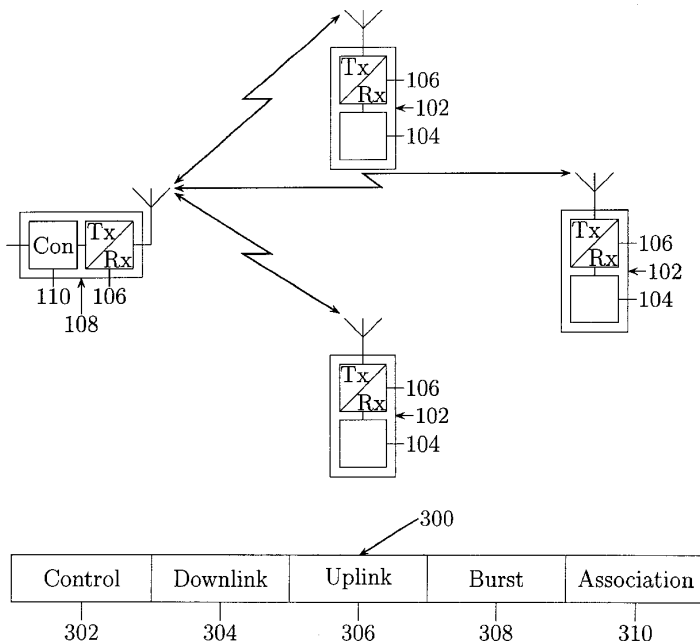 Tx
Rx
106
102
104
Con
Tx
Rx
110
106
108
Tx
Rx
106
102
104
Tx
Rx
106
102
104
300
Control
Downlink
Uplink
Burst
Association
302
304
306
308
310